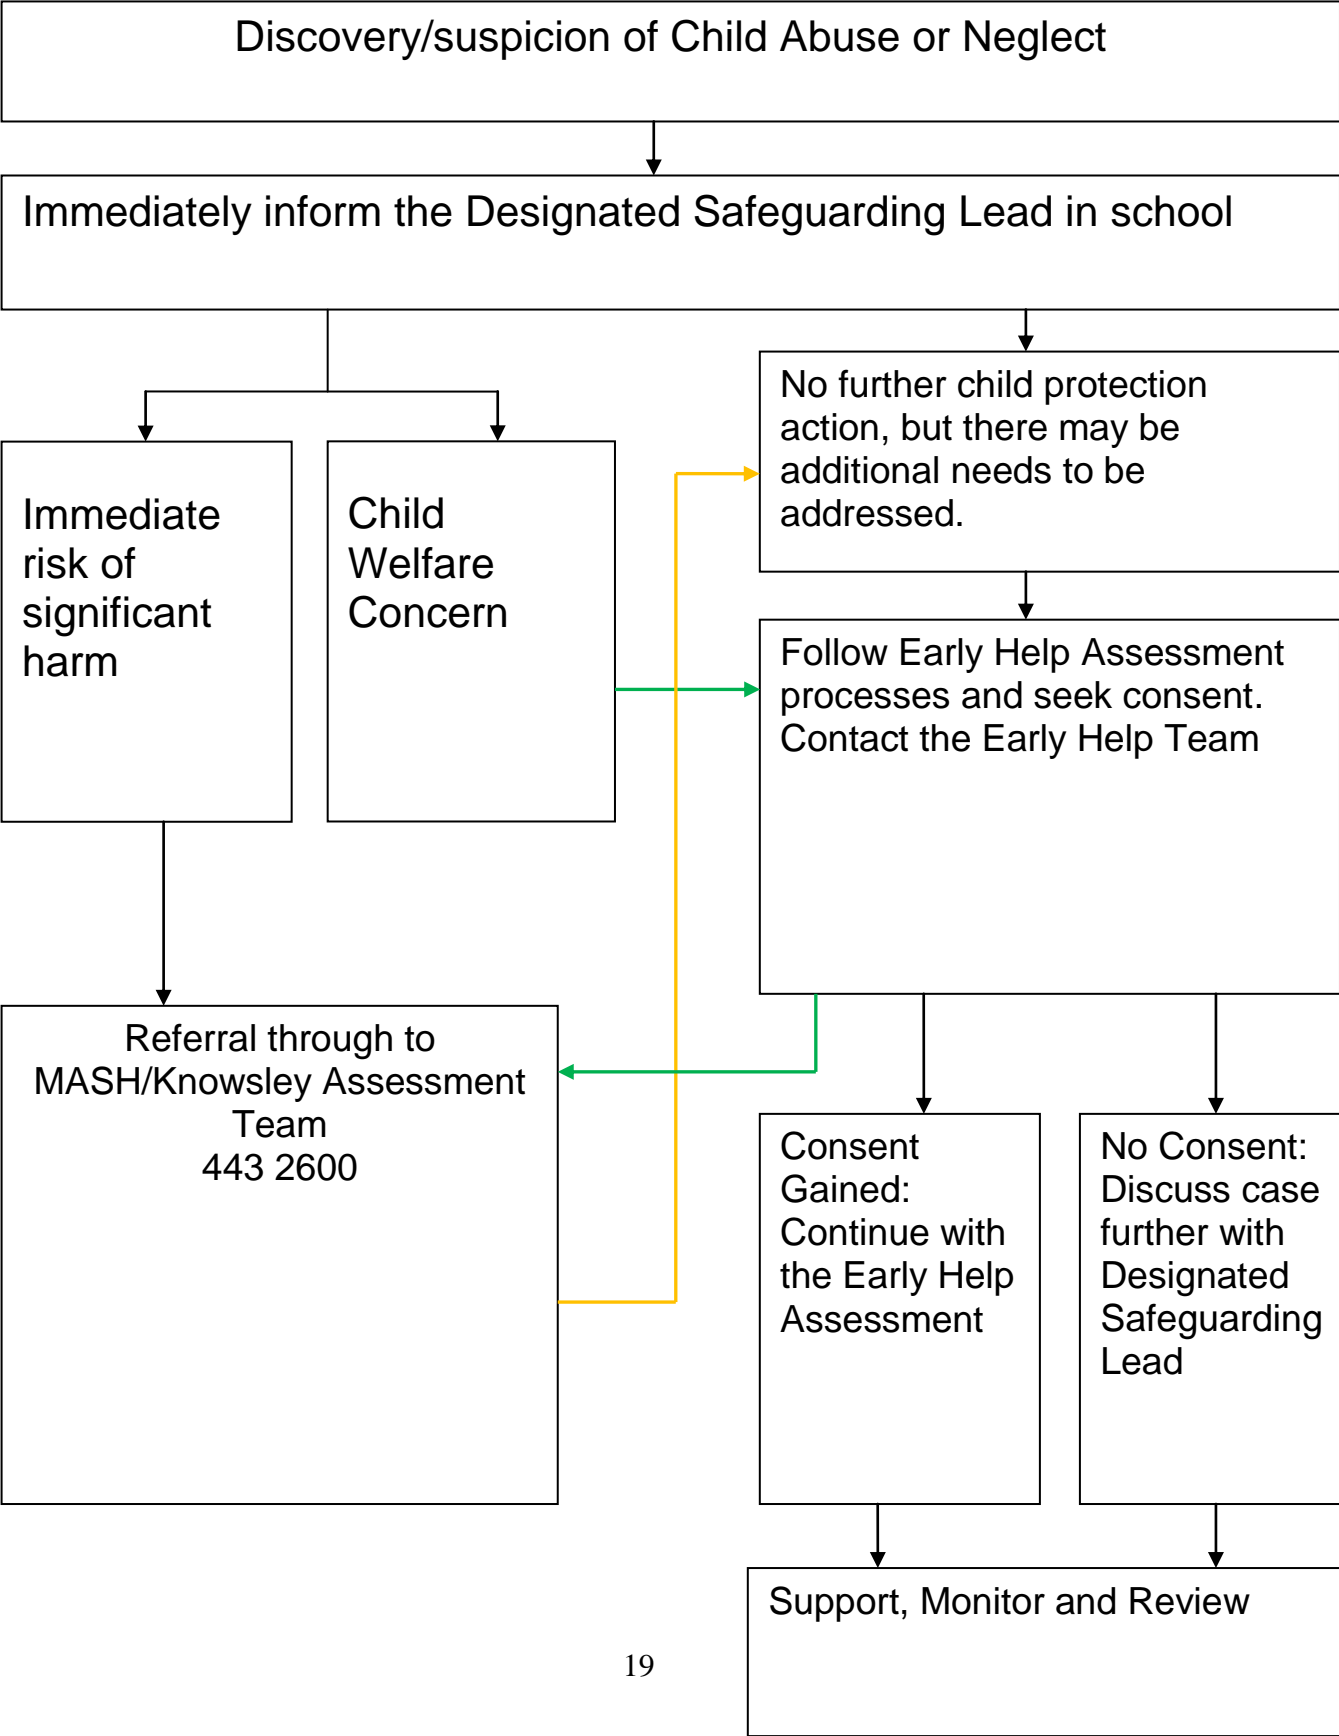 Discovery/suspicion of Child Abuse or Neglect
Immediately inform the Designated Safeguarding Lead in school
No further child protection
action, but there may be
additional needs to be
addressed.
Immediate
risk of
significant
harm
Child
Welfare
Concern
Follow Early Help Assessment
processes and seek consent.
Contact the Early Help Team
Referral through to
MASH/Knowsley Assessment
Team
443 2600
Consent
Gained:
Continue with
the Early Help
Assessment
No Consent:
Discuss case
further with
Designated
Safeguarding
Lead
Support, Monitor and Review
19